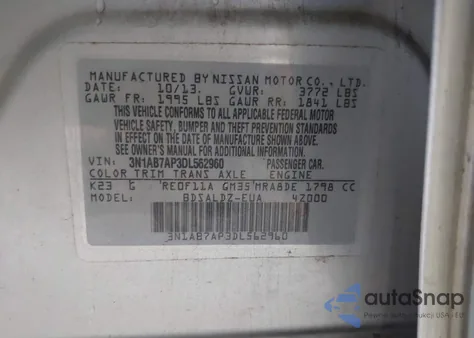 MANUFACTURED BY NISSAN MOTOR CO., LTD.
DATE: 10/13. GVWR: 3772 LBS
GAWR FR: 1995 LBS GAWR RR: 1841 LBS
THIS VEHICLE CONFORMS TO ALL APPLICABLE FEDERAL MOTOR
VEHICLE SAFETY, BUMPER, AND THEFT PREVENTION
STANDARDS IN EFFECT ON THE DATE OF MANUFACTURE SHOWN ABOVE.
SEE OWNER'S MANUAL FOR ADDITIONAL INFORMATION.
VIN: 3N1AB7AP3DL562960 PASSENGER CAR.
COLOR TRIM TRANS AXLE ENGINE
K23 G RE0F11A GM35 MRA8DE 1798 CC
MODEL: BDSALDZ-EUA 4Z000
3N1AB7AP3DL562960
autoSnap